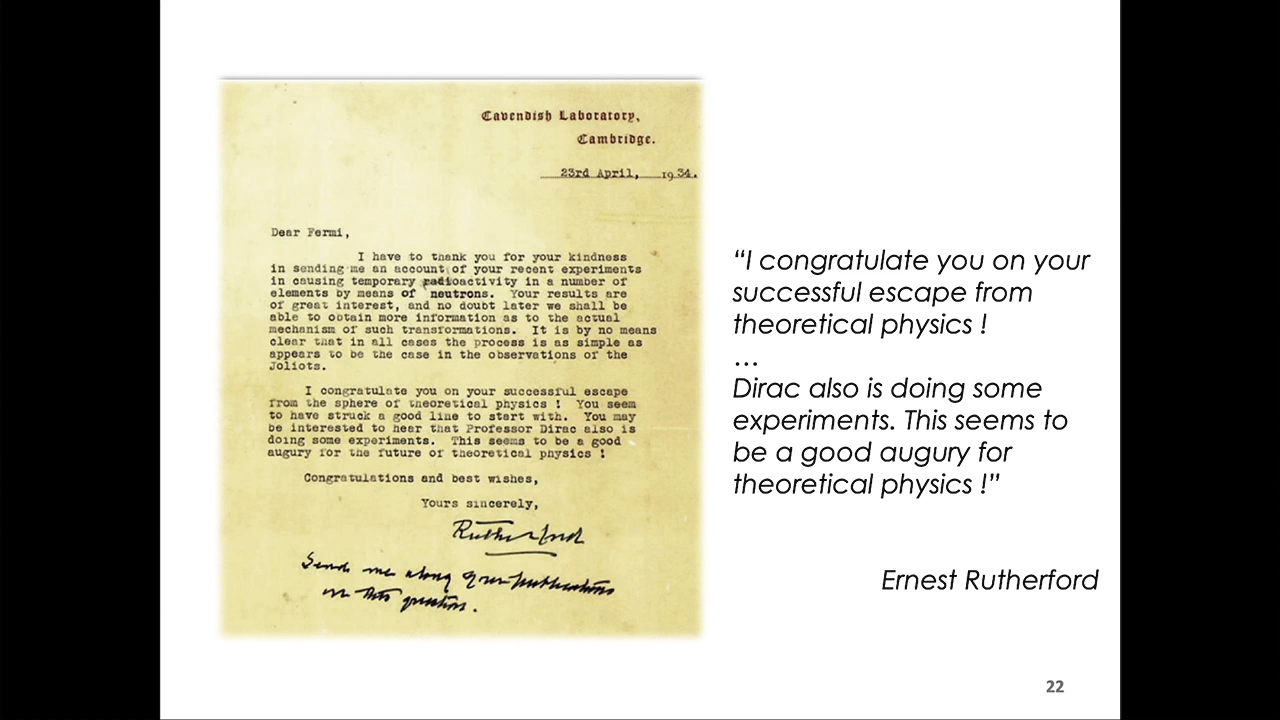 Cavendish Laboratory,
Cambridge.
23rd April, 1934.
Dear Fermi,
I have to thank you for your kindness
in sending me an account of your recent experiments
in causing temporary radioactivity in a number of
elements by means of neutrons. Your results are
of great interest, and no doubt later we shall be
able to obtain more information as to the actual
mechanism of such transformations. It is by no means
clear that in all cases the process is as simple as
appears to be the case in the observations of the
Joliots.
I congratulate you on your successful escape
from the sphere of theoretical physics ! You seem
to have struck a good line to start with. You may
be interested to hear that Professor Dirac also is
doing some experiments. This seems to be a good
augury for the future of theoretical physics !
Congratulations and best wishes,
Yours sincerely,
Rutherford
Send me along your publications
on this question.
“I congratulate you on your
successful escape from
theoretical physics !
…
Dirac also is doing some
experiments. This seems to
be a good augury for
theoretical physics !”
Ernest Rutherford
22